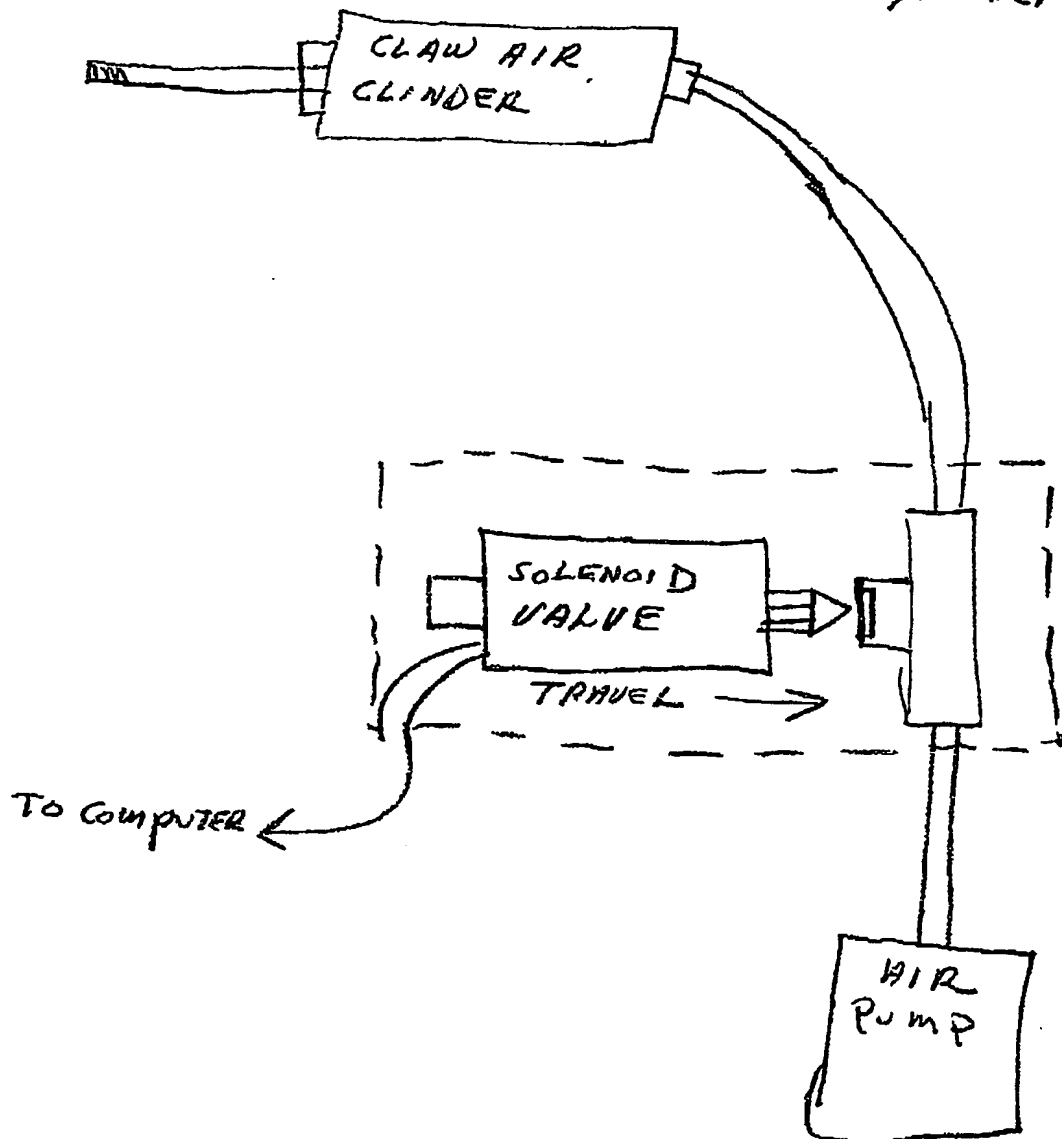 CLAW AIR
CLINDER
SOLENOID
VALVE
TRAVEL
TO COMPUTER
AIR
PUMP